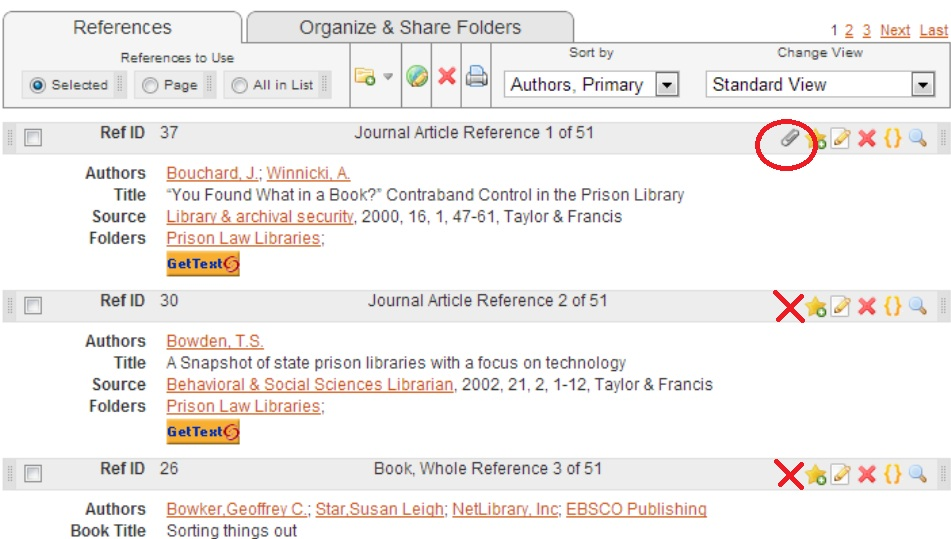 References
Organize & Share Folders
1 2 3 Next Last
References to Use
Sort by
Change View
Selected
Page
All in List
Authors, Primary
Standard View
Ref ID 37 Journal Article Reference 1 of 51
Authors Bouchard, J.; Winnicki, A.
Title “You Found What in a Book?” Contraband Control in the Prison Library
Source Library & archival security, 2000, 16, 1, 47-61, Taylor & Francis
Folders Prison Law Libraries;
GetText
Ref ID 30 Journal Article Reference 2 of 51
Authors Bowden, T.S.
Title A Snapshot of state prison libraries with a focus on technology
Source Behavioral & Social Sciences Librarian, 2002, 21, 2, 1-12, Taylor & Francis
Folders Prison Law Libraries;
GetText
Ref ID 26 Book, Whole Reference 3 of 51
Authors Bowker,Geoffrey C.; Star,Susan Leigh; NetLibrary, Inc; EBSCO Publishing
Book Title Sorting things out